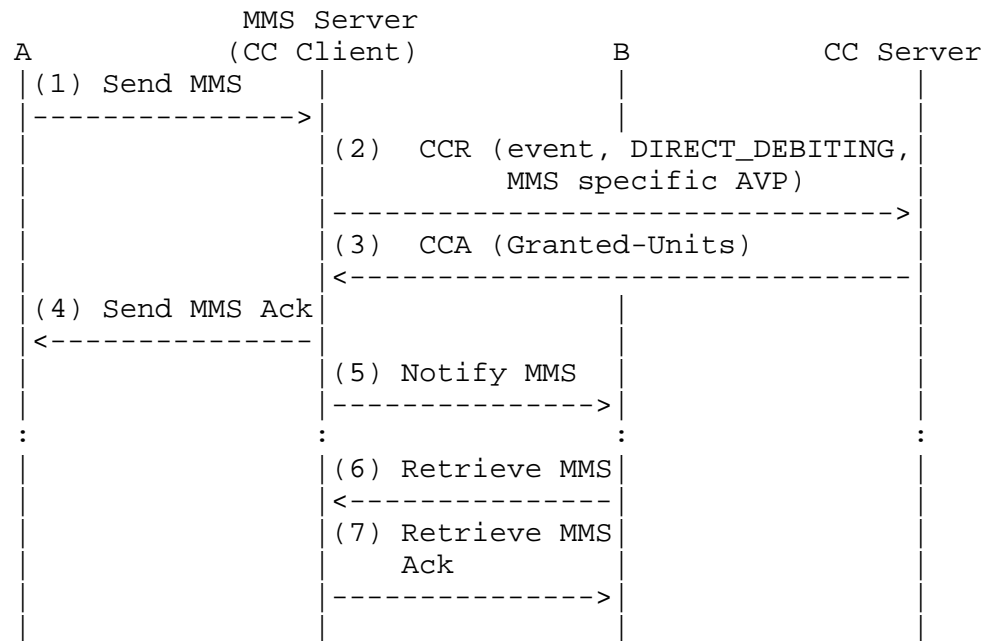 MMS Server
A (CC Client) B CC Server
(1) Send MMS
(2) CCR (event, DIRECT_DEBITING,
MMS specific AVP)
(3) CCA (Granted-Units)
(4) Send MMS Ack
(5) Notify MMS
(6) Retrieve MMS
(7) Retrieve MMS
Ack